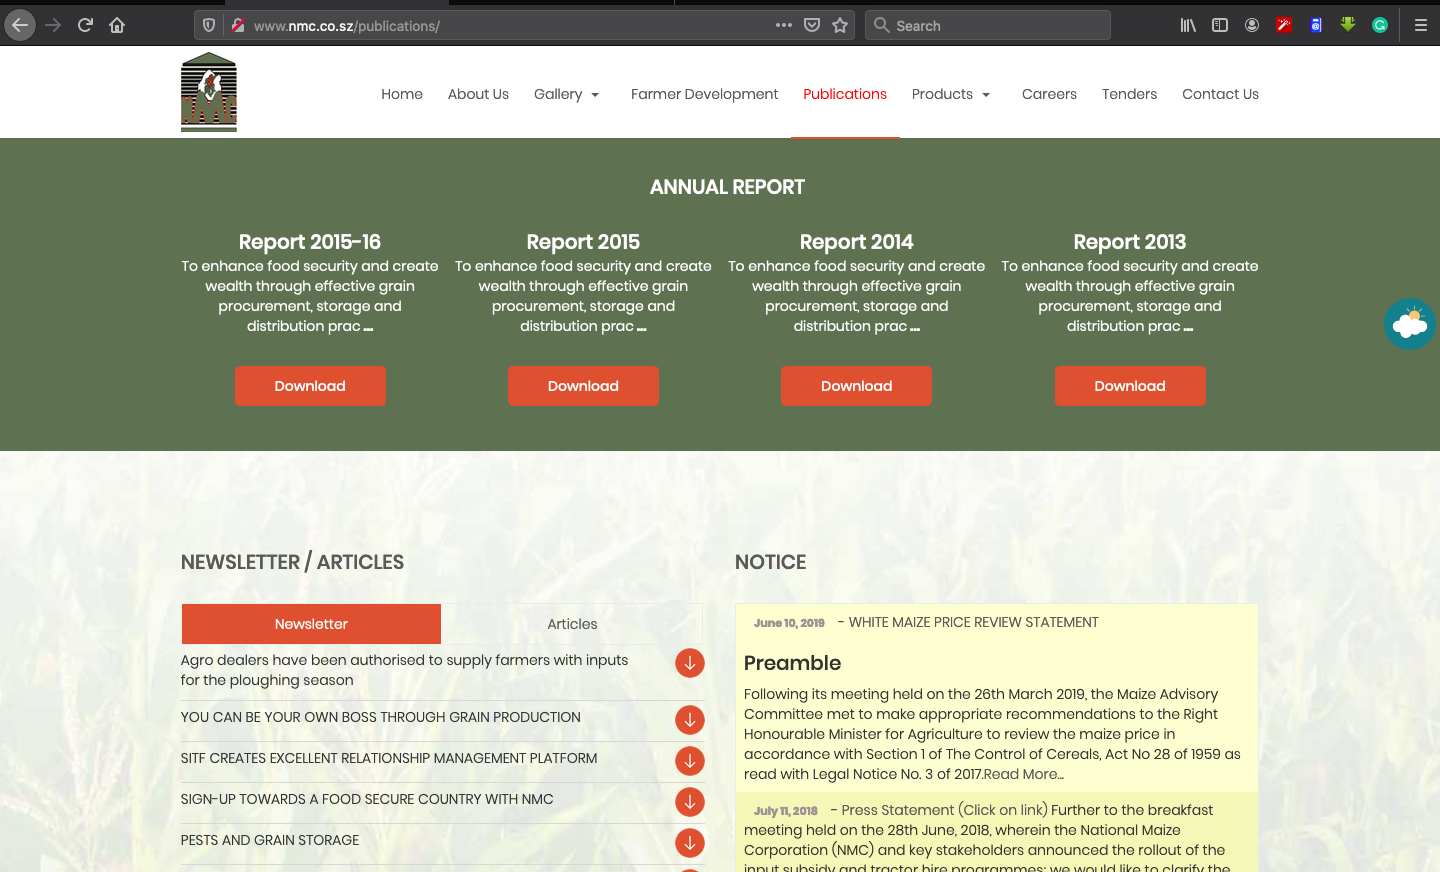 www.nmc.co.sz/publications/
Search
NMC
Home About Us Gallery Farmer Development Publications Products Careers Tenders Contact Us
ANNUAL REPORT
Report 2015-16
To enhance food security and create
wealth through effective grain
procurement, storage and
distribution prac ...
Download
Report 2015
To enhance food security and create
wealth through effective grain
procurement, storage and
distribution prac ...
Download
Report 2014
To enhance food security and create
wealth through effective grain
procurement, storage and
distribution prac ...
Download
Report 2013
To enhance food security and create
wealth through effective grain
procurement, storage and
distribution prac ...
Download
NEWSLETTER / ARTICLES
Newsletter Articles
Agro dealers have been authorised to supply farmers with inputs
for the ploughing season
YOU CAN BE YOUR OWN BOSS THROUGH GRAIN PRODUCTION
SITF CREATES EXCELLENT RELATIONSHIP MANAGEMENT PLATFORM
SIGN-UP TOWARDS A FOOD SECURE COUNTRY WITH NMC
PESTS AND GRAIN STORAGE
NOTICE
June 10, 2019 - WHITE MAIZE PRICE REVIEW STATEMENT
Preamble
Following its meeting held on the 26th March 2019, the Maize Advisory
Committee met to make appropriate recommendations to the Right
Honourable Minister for Agriculture to review the maize price in
accordance with Section 1 of The Control of Cereals, Act No 28 of 1959 as
read with Legal Notice No. 3 of 2017.Read More...
July 11, 2018 - Press Statement (Click on link) Further to the breakfast
meeting held on the 28th June, 2018, wherein the National Maize
Corporation (NMC) and key stakeholders announced the rollout of the
input subsidy and tractor hire programmes; we would like to clarify the